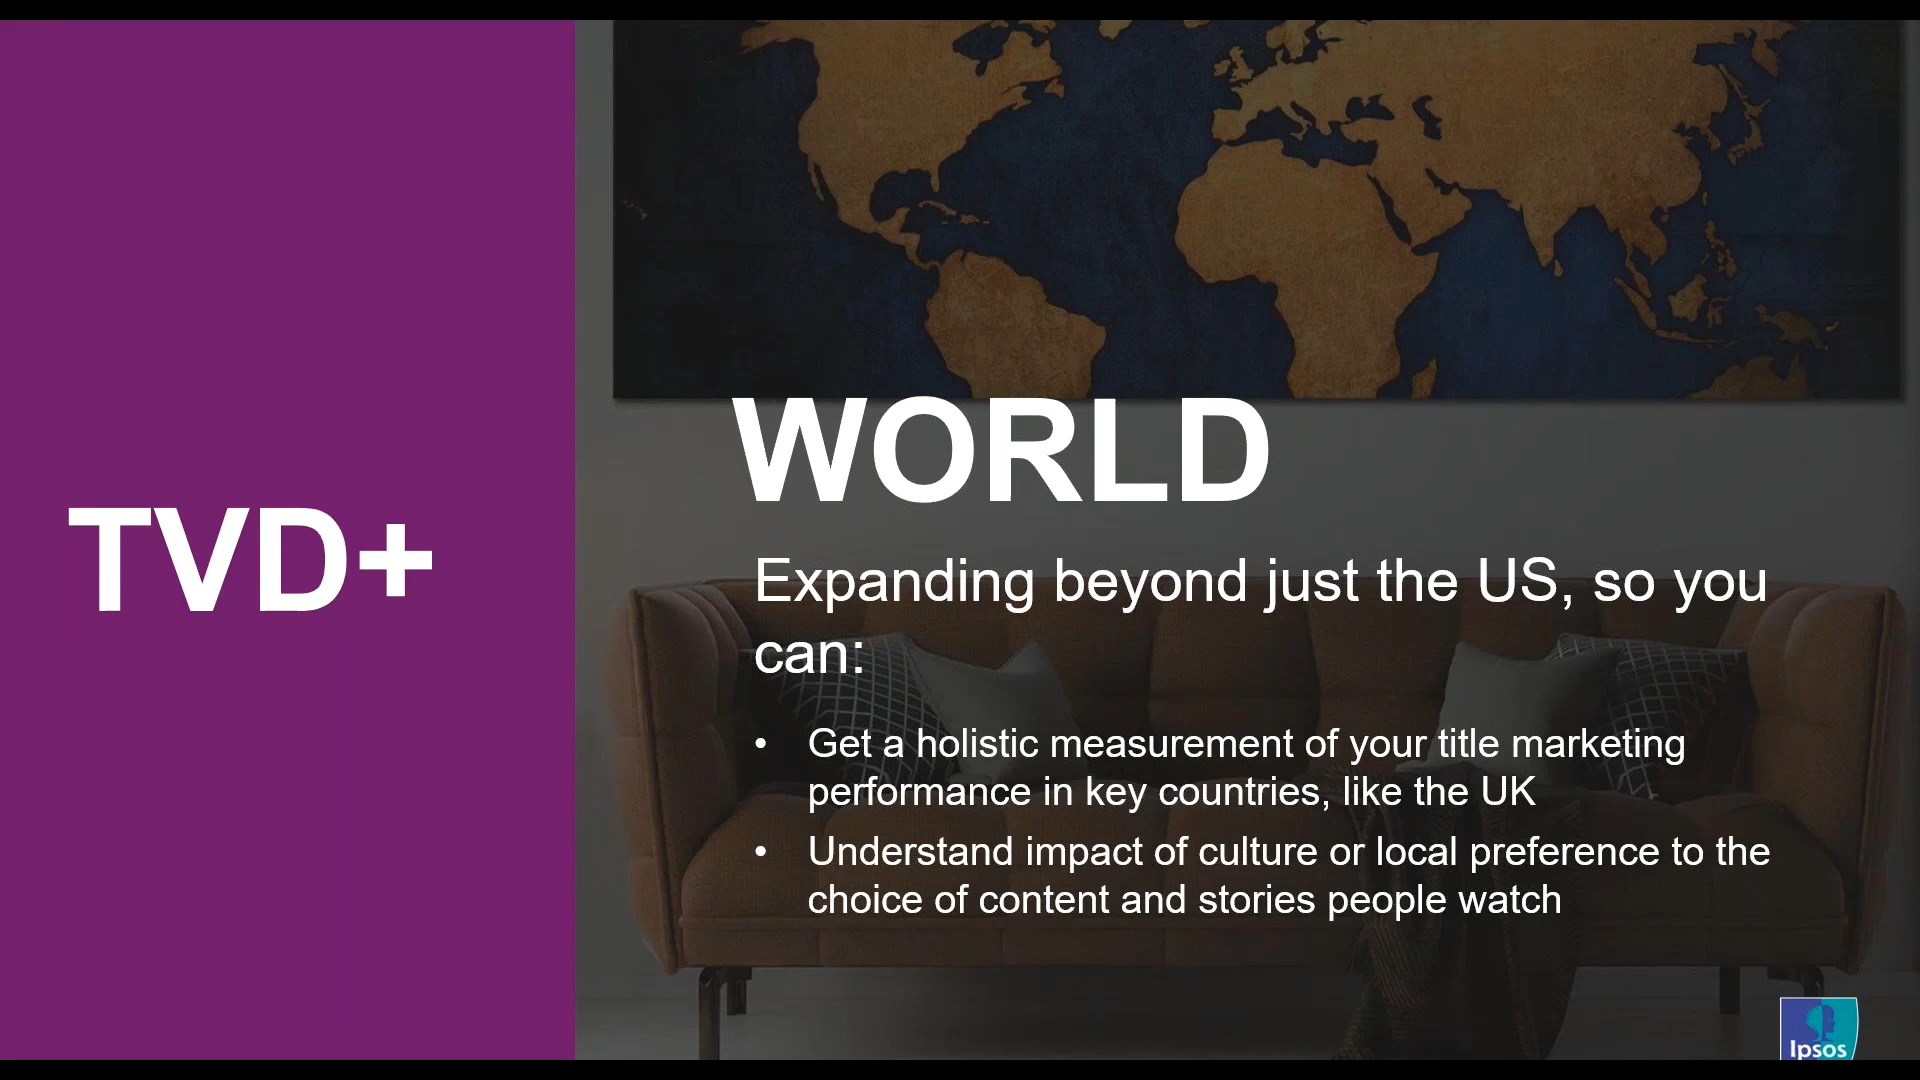 TVD+
WORLD
Expanding beyond just the US, so you
can:
• Get a holistic measurement of your title marketing
performance in key countries, like the UK
• Understand impact of culture or local preference to the
choice of content and stories people watch
Ipsos